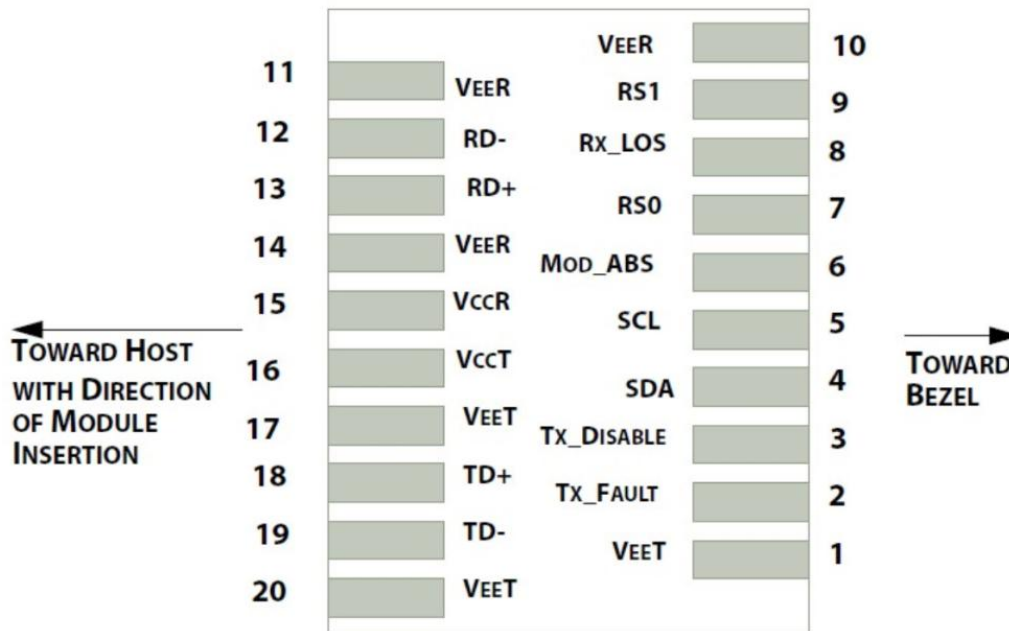 11 VEER
12 RD-
13 RD+
14 VEER
15 VCCR
16 VCCT
17 VEET
18 TD+
19 TD-
20 VEET
VEER 10
RS1 9
RX_LOS 8
RS0 7
MOD_ABS 6
SCL 5
SDA 4
TX_DISABLE 3
TX_FAULT 2
VEET 1
TOWARD HOST
WITH DIRECTION
OF MODULE
INSERTION
TOWARD
BEZEL